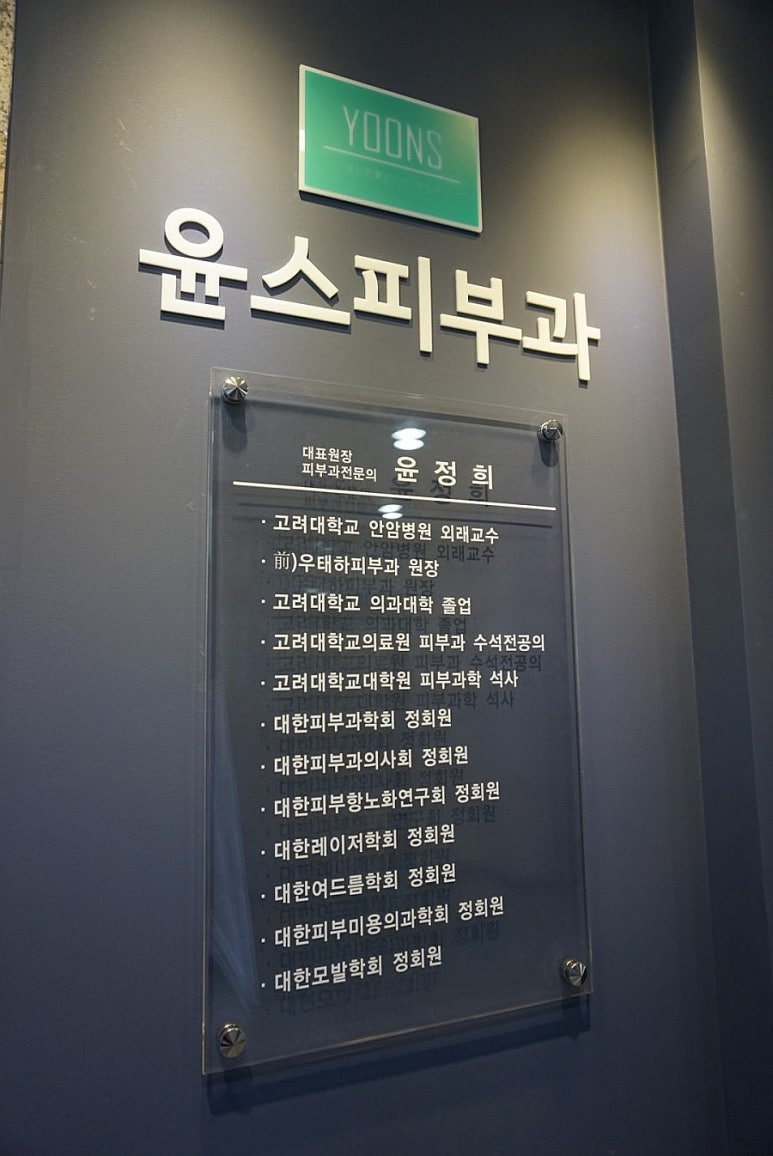 YOONS
윤스피부과
대표원장
피부과전문의 윤정희
· 고려대학교 안암병원 외래교수
· 前)우태하피부과 원장
· 고려대학교 의과대학 졸업
· 고려대학교의료원 피부과 수석전공의
· 고려대학교대학원 피부과학 석사
· 대한피부과학회 정회원
· 대한피부과의사회 정회원
· 대한피부항노화연구회 정회원
· 대한레이저학회 정회원
· 대한여드름학회 정회원
· 대한피부미용의과학회 정회원
· 대한모발학회 정회원